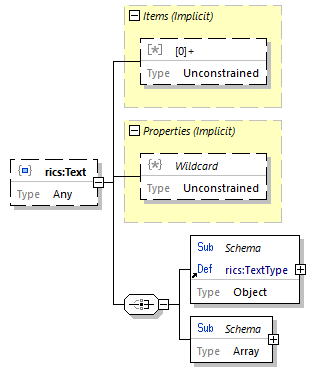 Items (Implicit)
[*] [0]+
Type Unconstrained
Properties (Implicit)
{*} Wildcard
Type Unconstrained
rics:Text
Type Any
Sub Schema
Def rics:TextType
Type Object
Sub Schema
Type Array